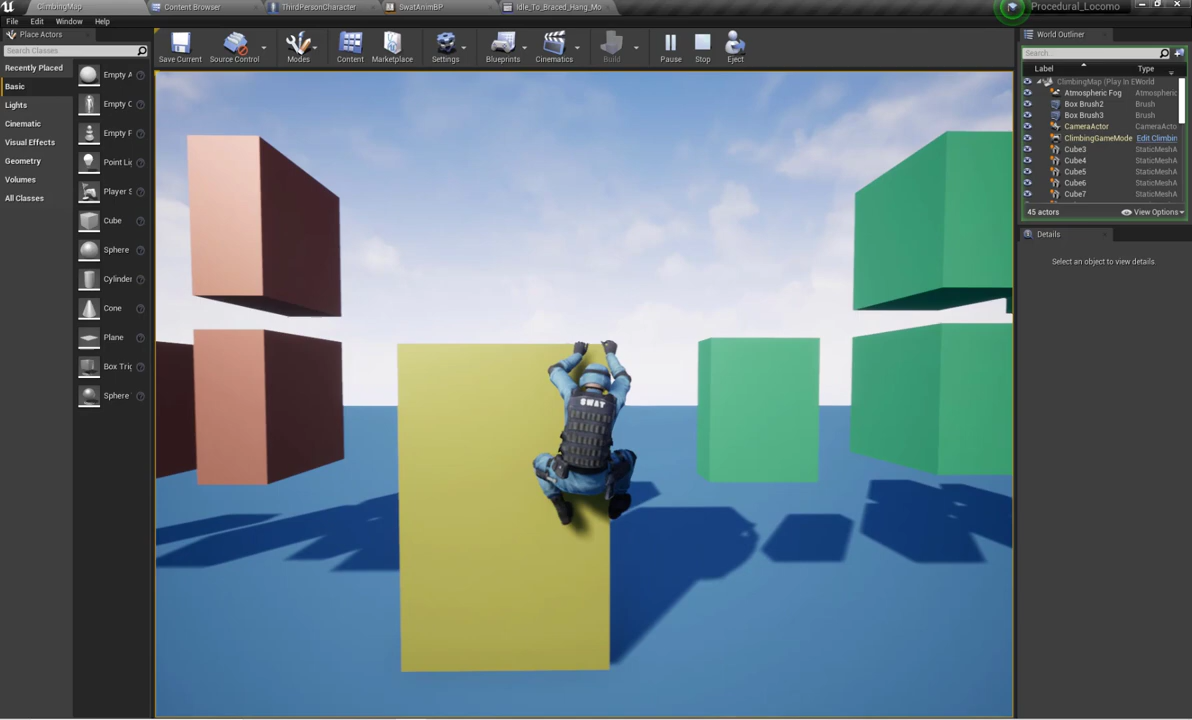 ClimbingMap
Content Browser
ThirdPersonCharacter
SwatAnimBP
Idle_To_Braced_Hang_Mo
Procedural_Locomo
File Edit Window Help
Place Actors
Search Classes
Recently Placed
Basic
Lights
Cinematic
Visual Effects
Geometry
Volumes
All Classes
Empty A
Empty C
Empty P
Point Lig
Player S
Cube
Sphere
Cylinder
Cone
Plane
Box Trig
Sphere
Save Current
Source Control
Modes
Content
Marketplace
Settings
Blueprints
Cinematics
Build
Pause
Stop
Eject
SWAT
World Outliner
Search...
Label Type
ClimbingMap (Play In E World
Atmospheric Fog Atmospheric
Box Brush2 Brush
Box Brush3 Brush
CameraActor CameraActo
ClimbingGameMode Edit Climbin
Cube3 StaticMeshA
Cube4 StaticMeshA
Cube5 StaticMeshA
Cube6 StaticMeshA
Cube7 StaticMeshA
45 actors View Options
Details
Select an object to view details.